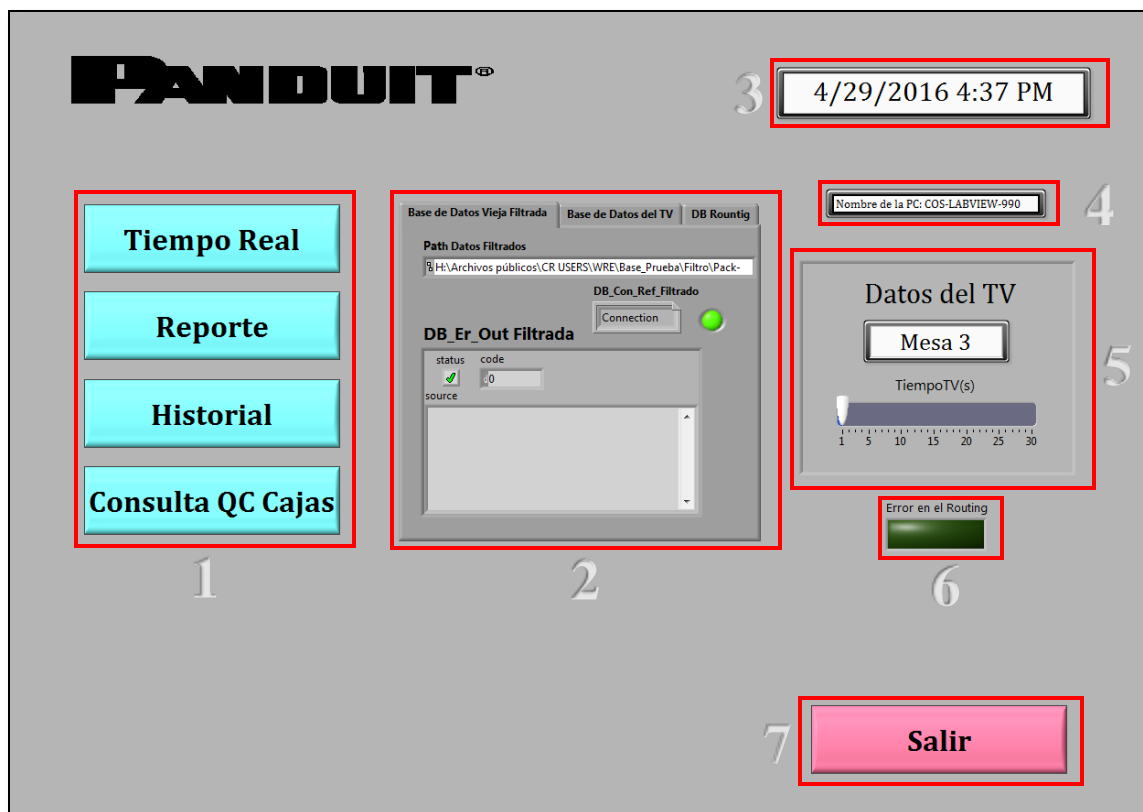 PANDUIT®
3
4/29/2016 4:37 PM
Nombre de la PC: COS-LABVIEW-990
4
Tiempo Real
Reporte
Historial
Consulta QC Cajas
1
Base de Datos Vieja Filtrada
Base de Datos del TV
DB Rountig
Path Datos Filtrados
H:\Archivos públicos\CR USERS\WRE\Base_Prueba\Filtro\Pack-
DB_Con_Ref_Filtrado
Connection
DB_Er_Out Filtrada
status code
0
source
2
Datos del TV
Mesa 3
TiempoTV(s)
1 5 10 15 20 25 30
5
Error en el Routing
6
7
Salir